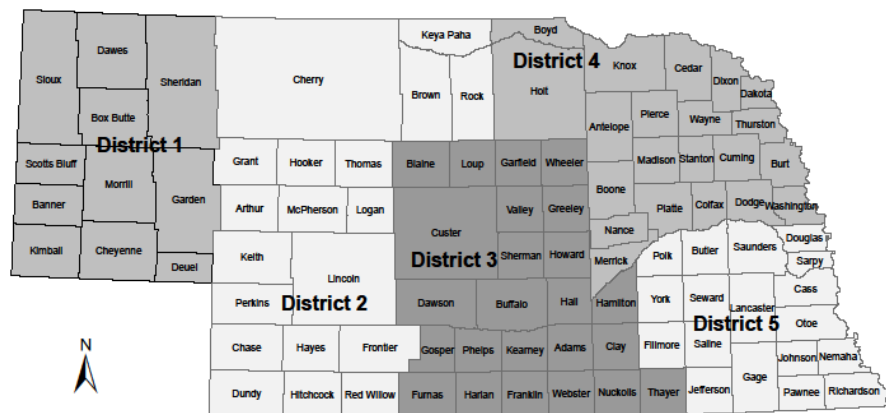 Keya Paha
Boyd
Dawes
District 4
Knox
Cedar
Dixon
Sioux
Sheridan
Cherry
Brown
Rock
Holt
Dakota
Box Butte
Antelope
Pierce
Wayne
Thurston
District 1
Scotts Bluff
Grant
Hooker
Thomas
Blaine
Loup
Garfield
Wheeler
Madison
Stanton
Cuming
Burt
Morrill
Garden
Boone
Banner
Arthur
McPherson
Logan
Custer
Valley
Greeley
Platte
Colfax
Dodge
Washington
Nance
Kimball
Cheyenne
Deuel
Keith
Lincoln
District 3
Sherman
Howard
Merrick
Polk
Butler
Saunders
Douglas
Sarpy
Perkins
District 2
Dawson
Buffalo
Hall
Hamilton
York
Seward
Lancaster
Cass
District 5
Otoe
N
Chase
Hayes
Frontier
Gosper
Phelps
Kearney
Adams
Clay
Fillmore
Saline
Gage
Johnson
Nemaha
Dundy
Hitchcock
Red Willow
Furnas
Harlan
Franklin
Webster
Nuckolls
Thayer
Jefferson
Pawnee
Richardson